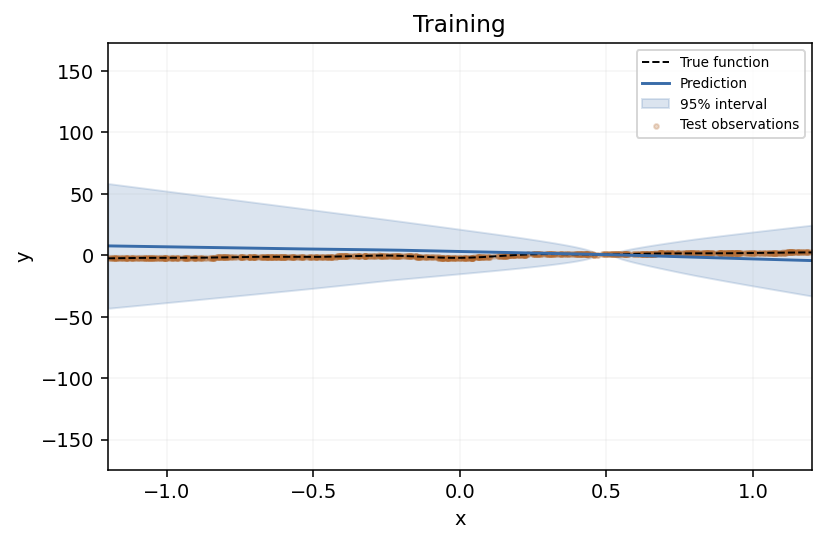 Training
True function
Prediction
95% interval
Test observations
150
100
50
0
−50
−100
−150
y
−1.0 −0.5 0.0 0.5 1.0
x